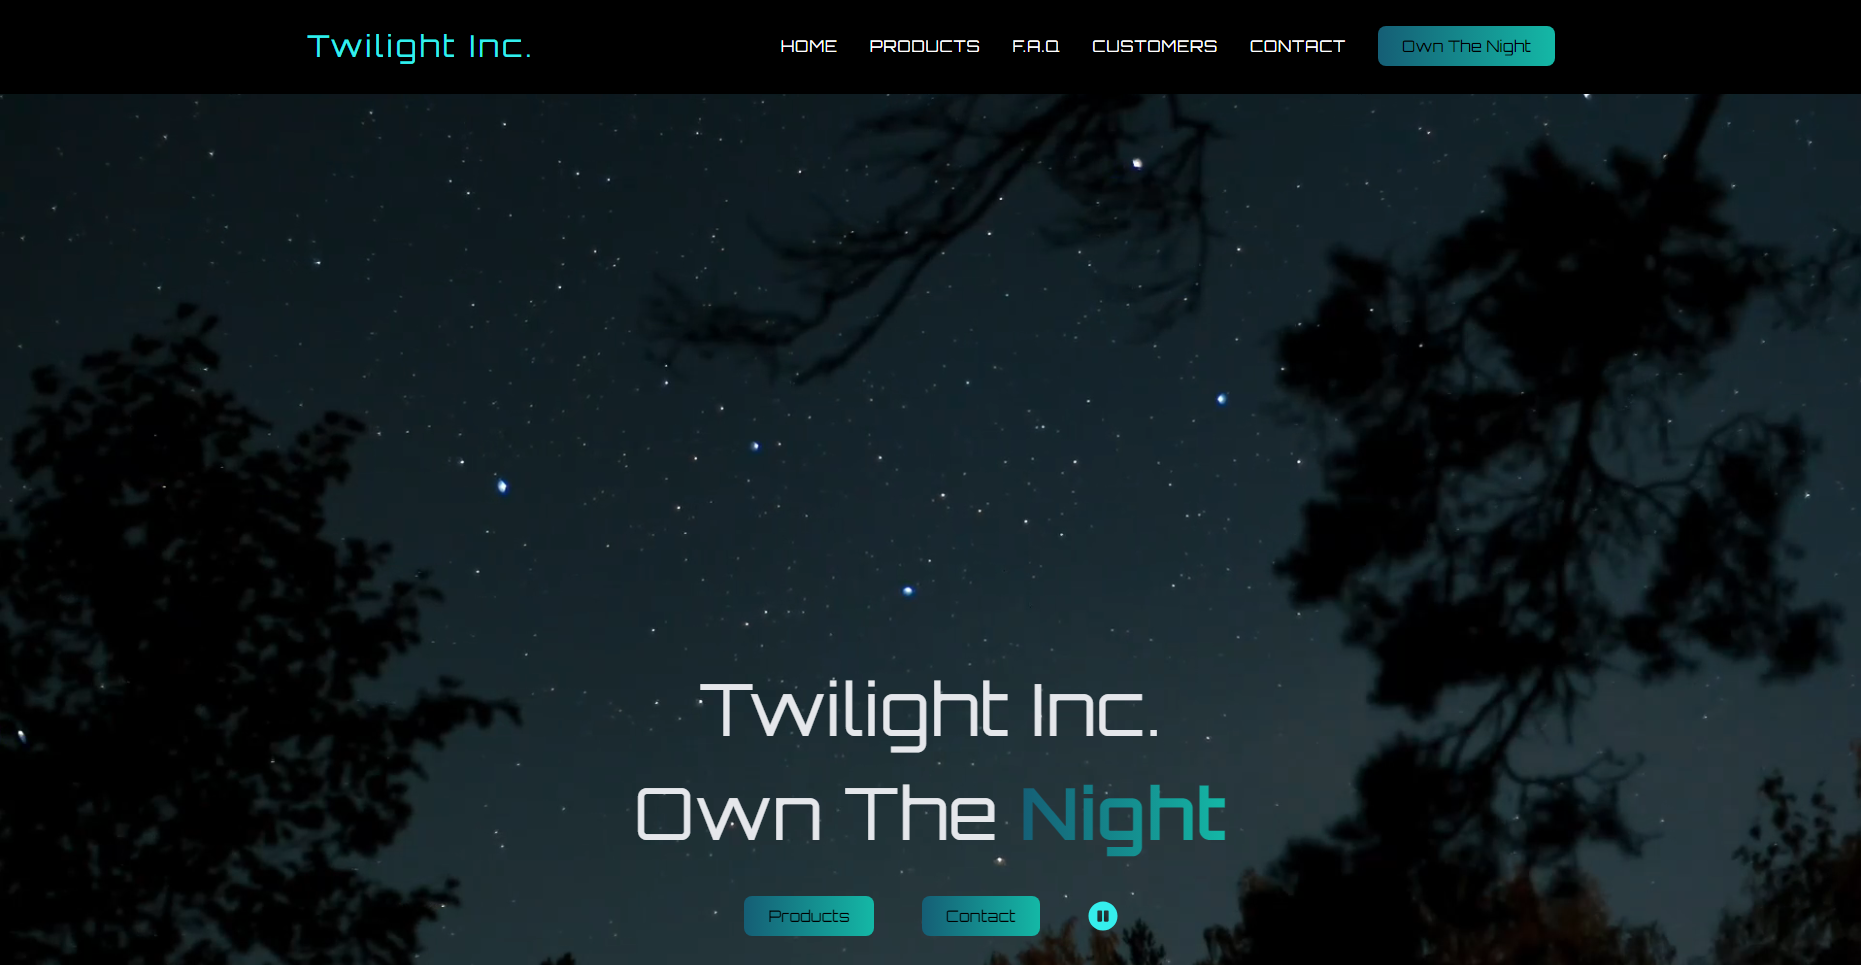 Twilight Inc.
HOME
PRODUCTS
F.A.Q
CUSTOMERS
CONTACT
Own The Night
Twilight Inc.
Own The Night
Products
Contact